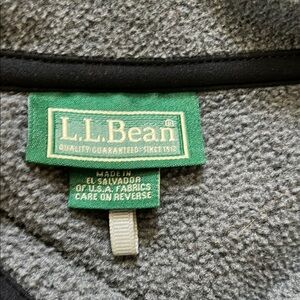 L.L.Bean®
QUALITY GUARANTEED SINCE 1912
MADE IN
EL SALVADOR
OF U.S.A. FABRICS
CARE ON REVERSE